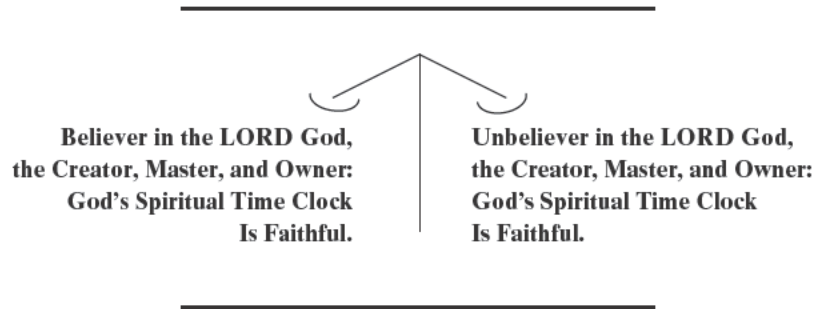 Believer in the LORD God,
the Creator, Master, and Owner:
God’s Spiritual Time Clock
Is Faithful.
Unbeliever in the LORD God,
the Creator, Master, and Owner:
God’s Spiritual Time Clock
Is Faithful.